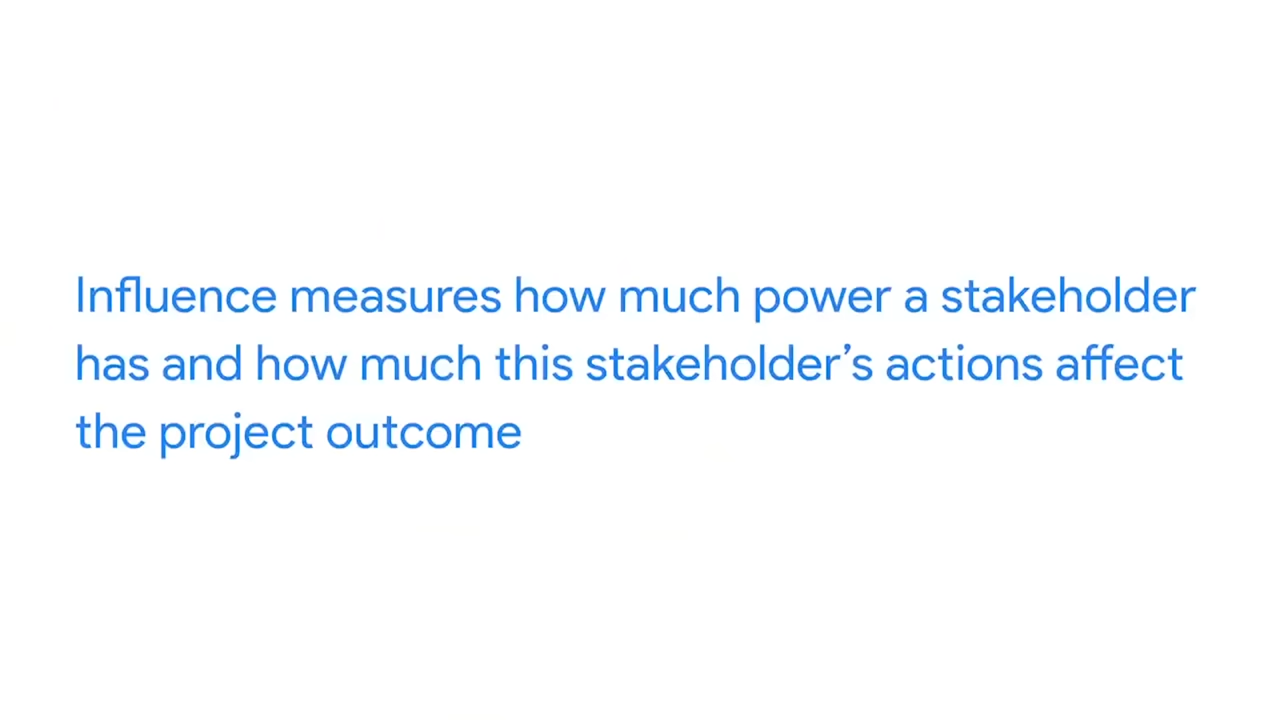 Influence measures how much power a stakeholder
has and how much this stakeholder’s actions affect
the project outcome